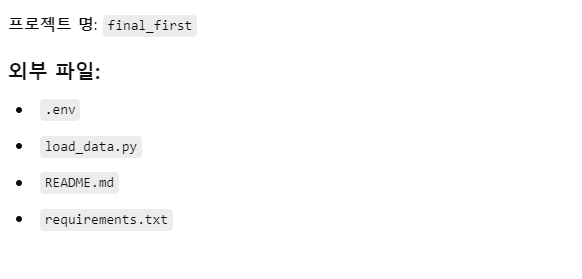 프로젝트 명: final_first
외부 파일:
.env
load_data.py
README.md
requirements.txt